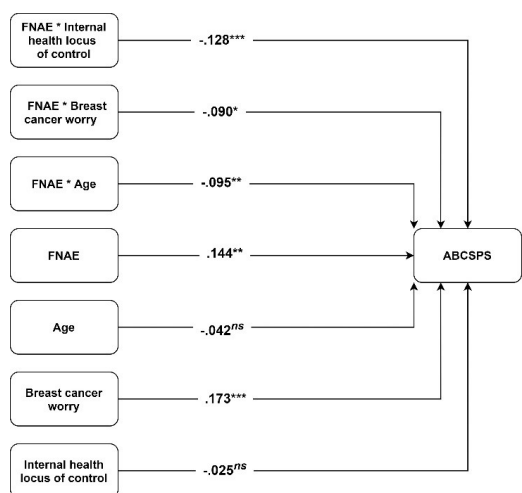 FNAE * Internal
health locus
of control
-.128***
FNAE * Breast
cancer worry
-.090*
FNAE * Age
-.095**
FNAE
.144**
ABCSPS
Age
-.042ns
Breast cancer
worry
.173***
Internal health
locus of control
-.025ns